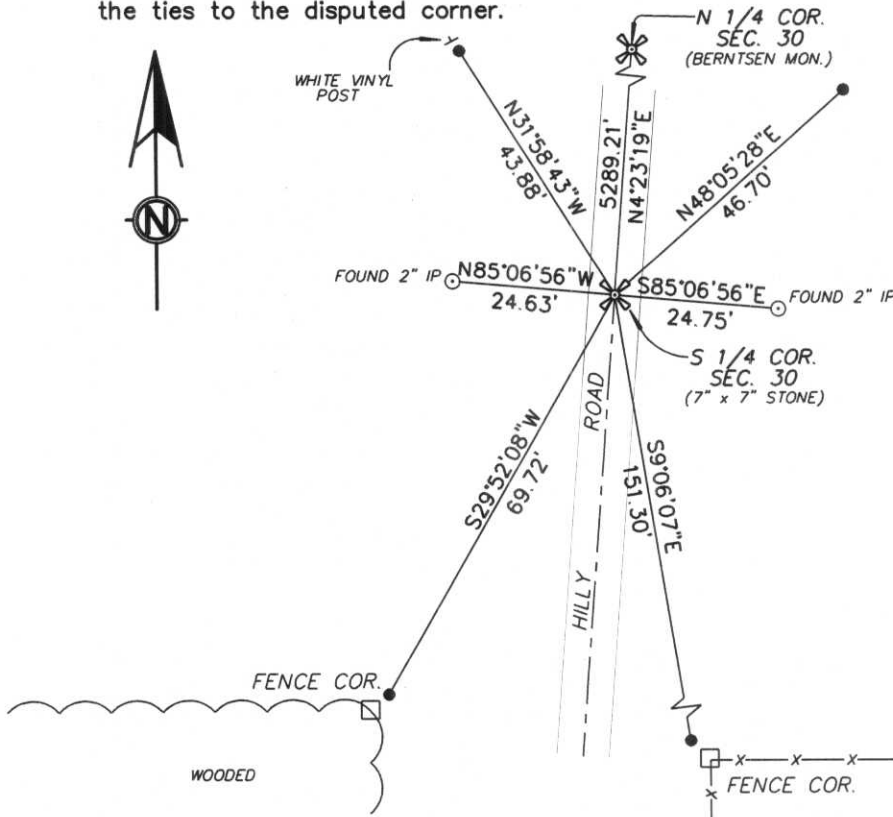 the ties to the disputed corner.
N 1/4 COR.
SEC. 30
(BERNTSEN MON.)
WHITE VINYL
POST
N
N31°58'43"W
43.88'
5289.21'
N4°23'19"E
N48°05'28"E
46.70'
FOUND 2" IP
N85°06'56"W
24.63'
S85°06'56"E
24.75'
FOUND 2" IP
S 1/4 COR.
SEC. 30
(7" x 7" STONE)
S29°52'08"W
69.72'
HILLY ROAD
S9°06'07"E
151.30'
FENCE COR.
WOODED
FENCE COR.